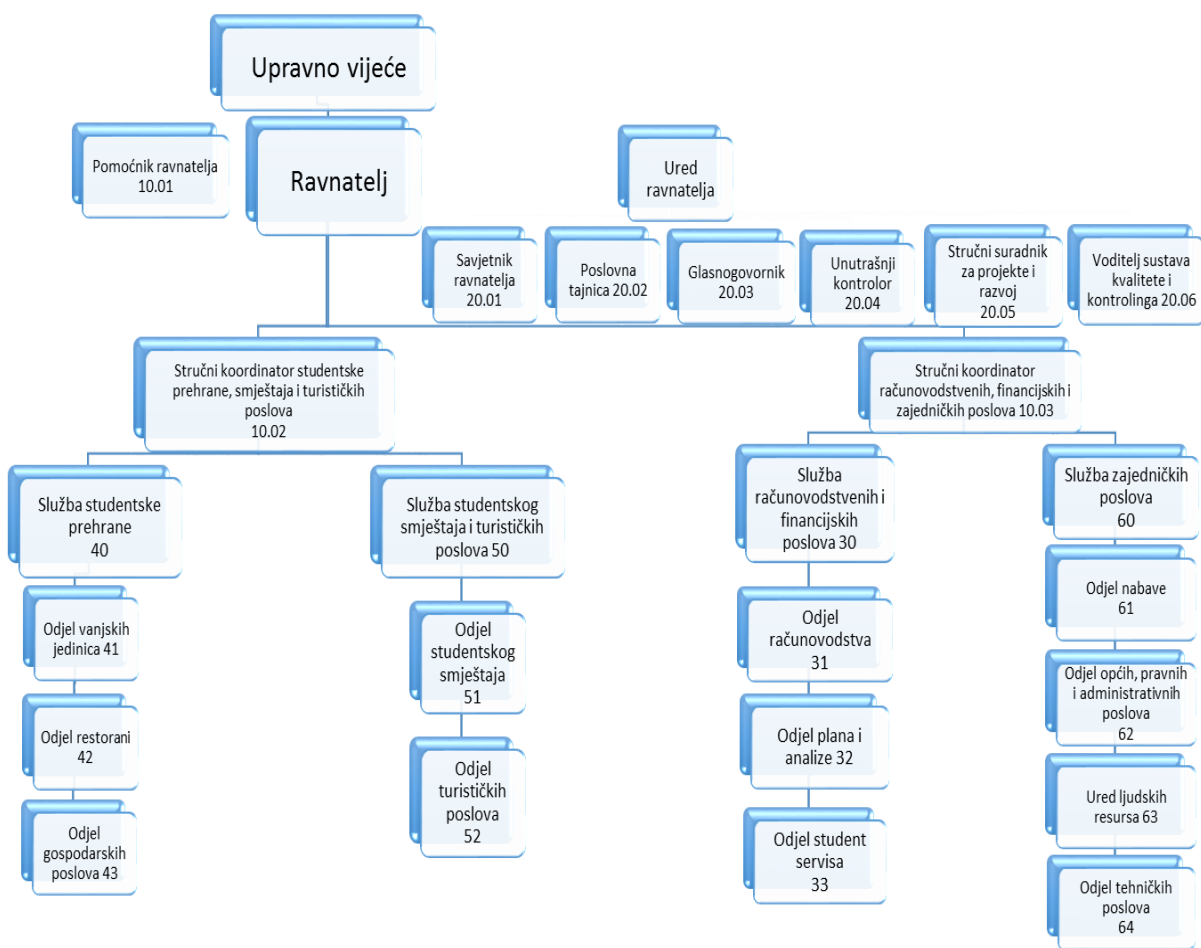 Upravno vijeće
Pomoćnik ravnatelja
10.01
Ravnatelj
Ured
ravnatelja
Savjetnik
ravnatelja
20.01
Poslovna
tajnica 20.02
Glasnogovornik
20.03
Unutrašnji
kontrolor
20.04
Stručni suradnik
za projekte i
razvoj
20.05
Voditelj sustava
kvalitete i
kontrolinga 20.06
Stručni koordinator studentske
prehrane, smještaja i turističkih
poslova
10.02
Stručni koordinator
računovodstvenih, financijskih i
zajedničkih poslova 10.03
Služba studentske
prehrane
40
Služba studentskog
smještaja i turističkih
poslova 50
Služba
računovodstvenih i
financijskih
poslova 30
Služba zajedničkih
poslova
60
Odjel vanjskih
jedinica 41
Odjel restorani
42
Odjel
gospodarskih
poslova 43
Odjel
studentskog
smještaja
51
Odjel
turističkih
poslova
52
Odjel
računovodstva
31
Odjel plana i
analize 32
Odjel student
servisa
33
Odjel nabave
61
Odjel općih, pravnih
i administrativnih
poslova
62
Ured ljudskih
resursa 63
Odjel tehničkih
poslova
64